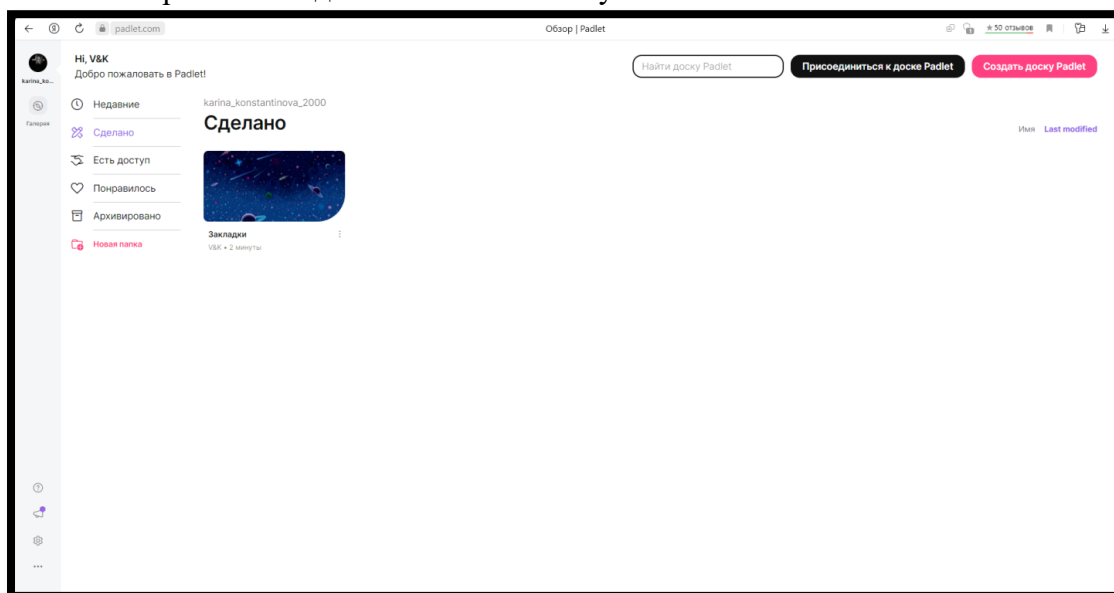 padlet.com
Обзор | Padlet
★ 50 отзывов
karina_ko...
Галерея
Hi, V&K
Добро пожаловать в Padlet!
Найти доску Padlet
Присоединиться к доске Padlet
Создать доску Padlet
Недавние
Сделано
Есть доступ
Понравилось
Архивировано
Новая папка
karina_konstantinova_2000
Сделано
Имя Last modified
Закладки
V&K • 2 минуты